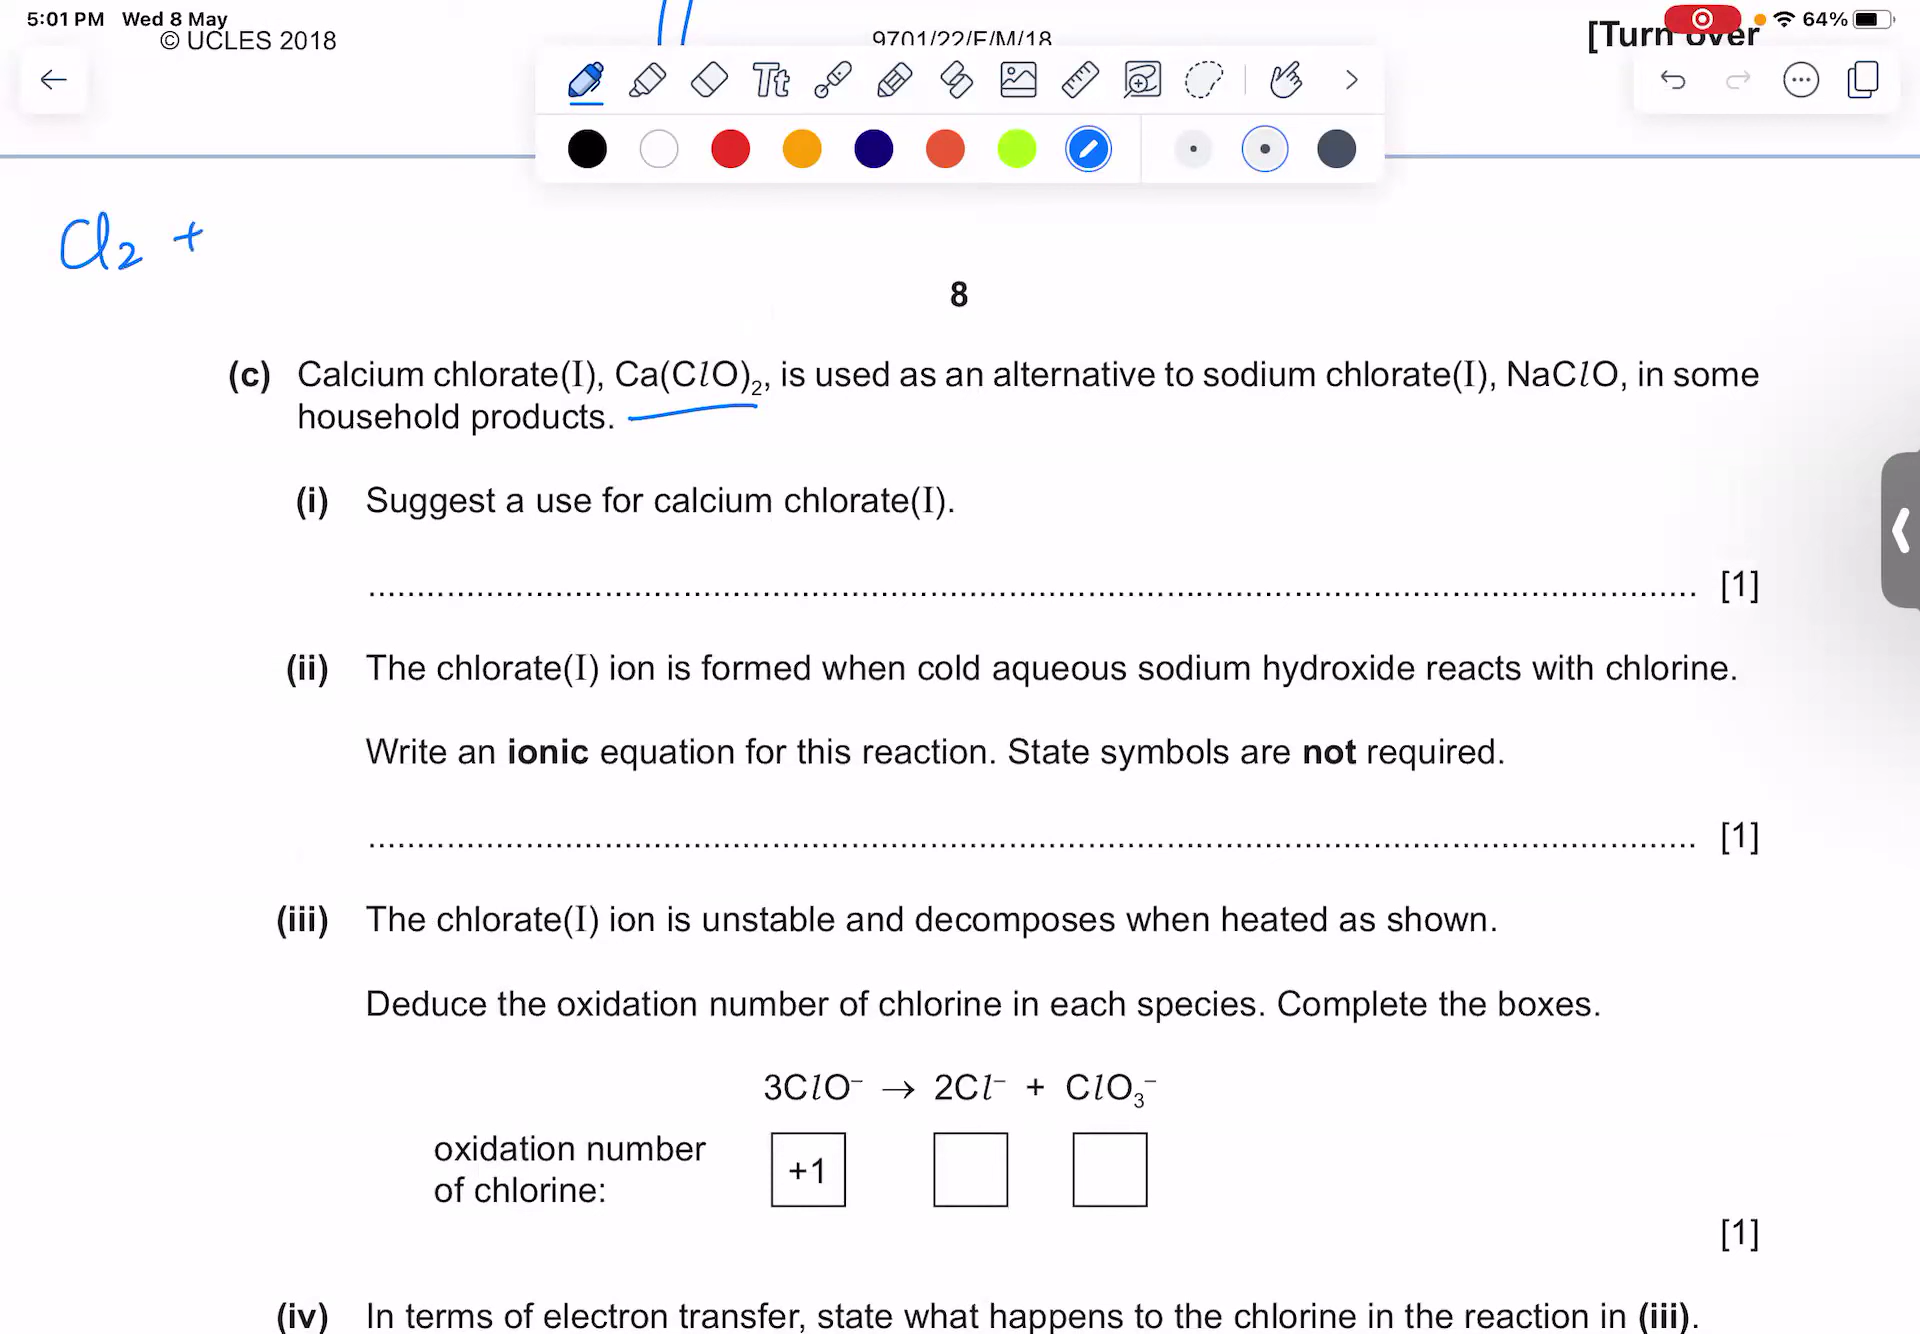 5:01 PM Wed 8 May
64%
© UCLES 2018
9701/22/F/M/18
[Turn over
Tt
Cl2 +
8
(c) Calcium chlorate(I), Ca(ClO)2, is used as an alternative to sodium chlorate(I), NaClO, in some
household products.
(i) Suggest a use for calcium chlorate(I).
[1]
(ii) The chlorate(I) ion is formed when cold aqueous sodium hydroxide reacts with chlorine.
Write an ionic equation for this reaction. State symbols are not required.
[1]
(iii) The chlorate(I) ion is unstable and decomposes when heated as shown.
Deduce the oxidation number of chlorine in each species. Complete the boxes.
3ClO⁻ → 2Cl⁻ + ClO₃⁻
oxidation number
of chlorine:
+1
[1]
(iv) In terms of electron transfer, state what happens to the chlorine in the reaction in (iii).